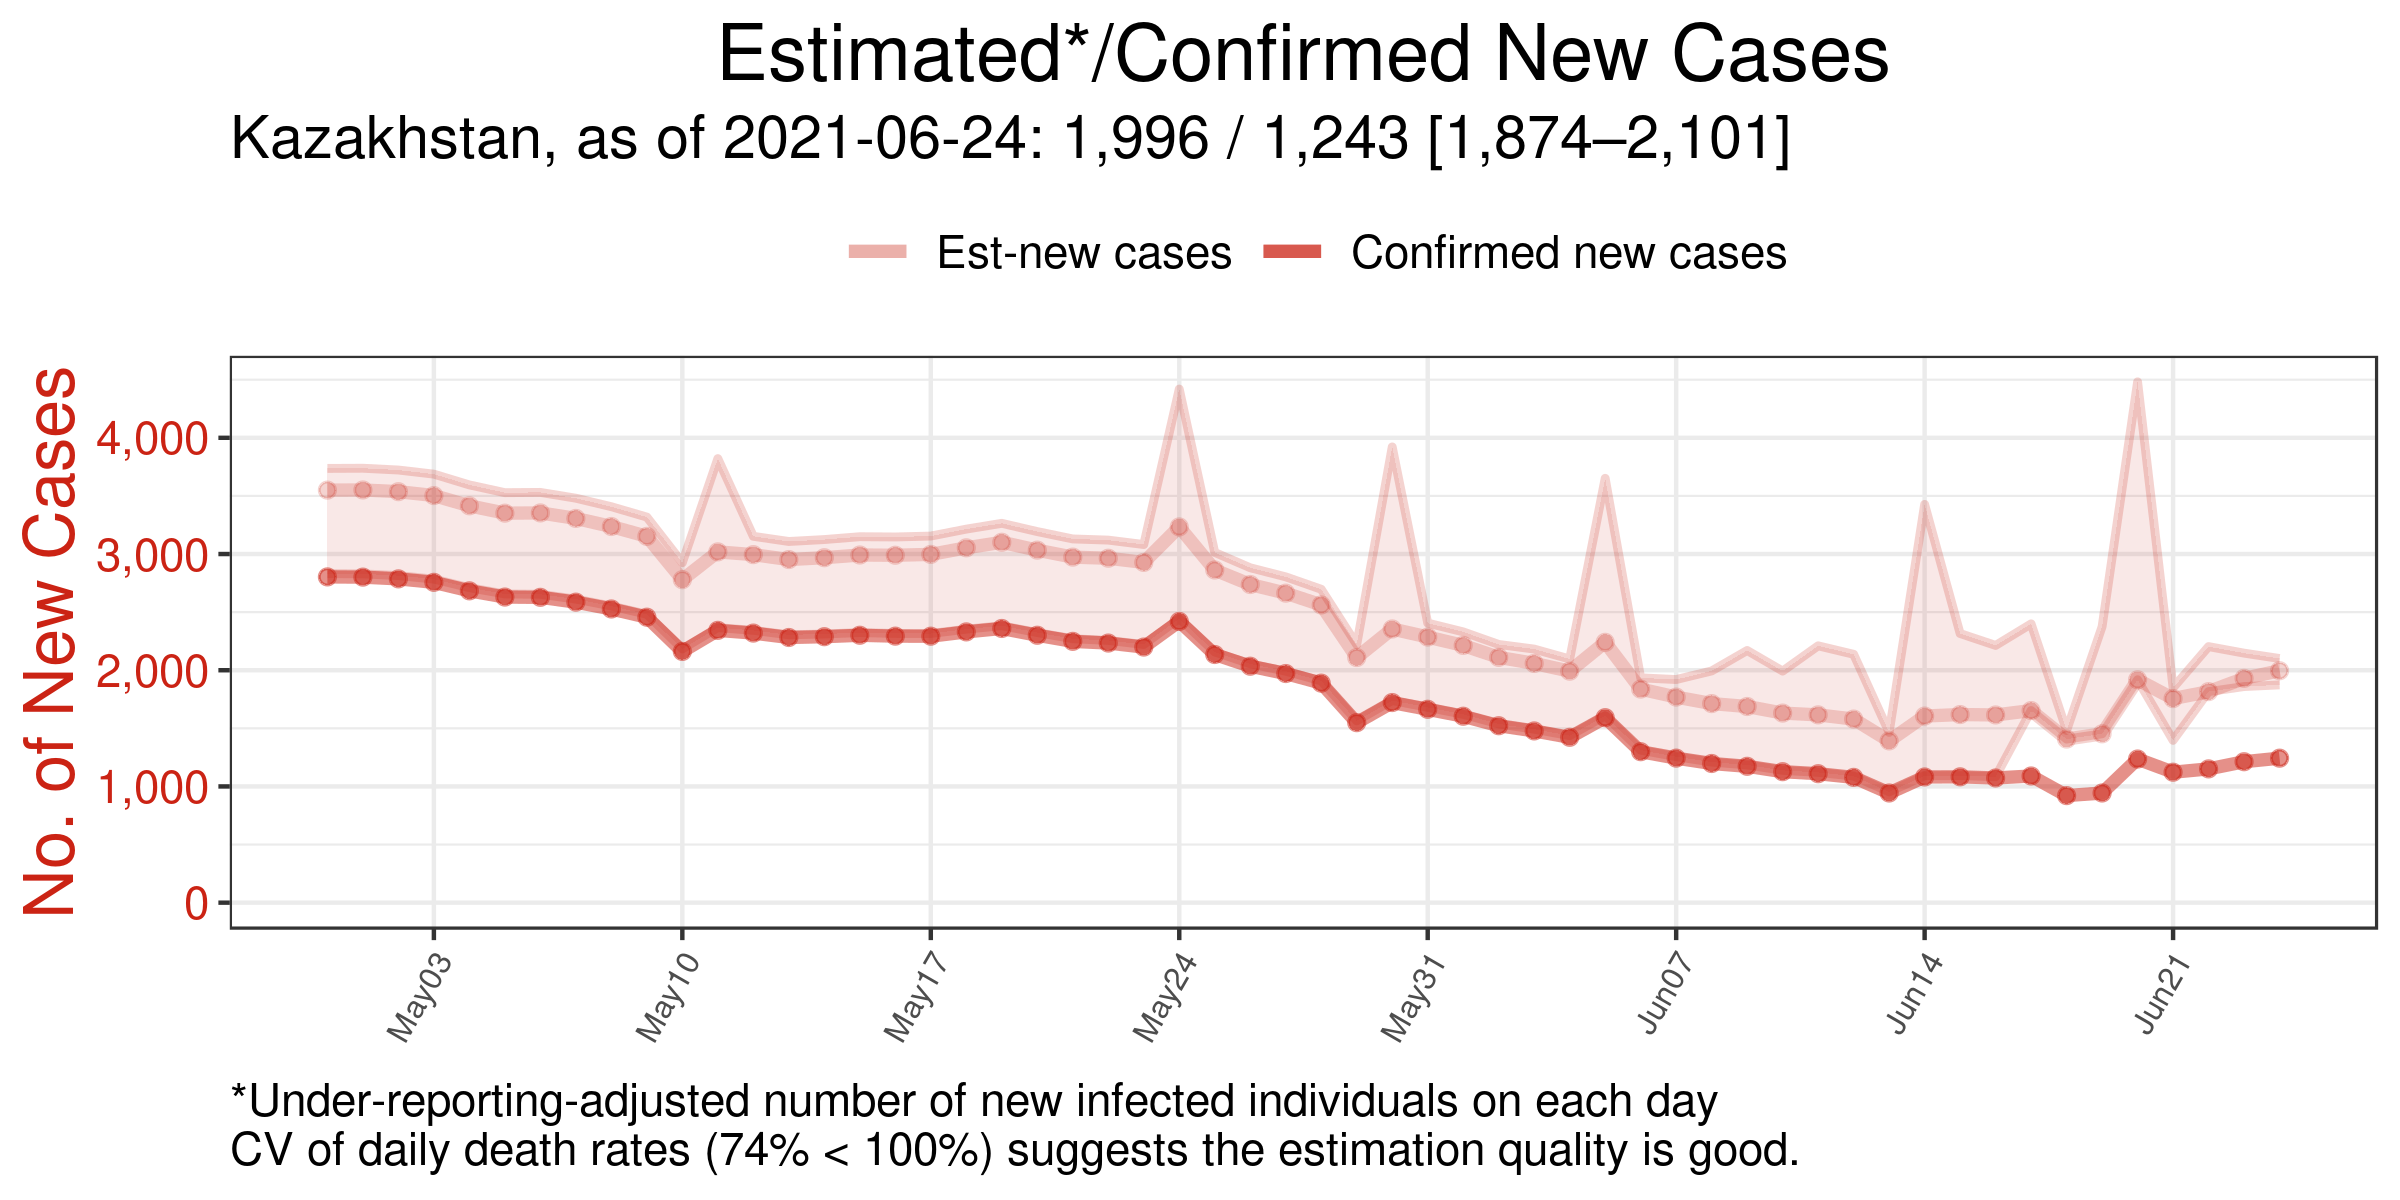 Estimated*/Confirmed New Cases
Kazakhstan, as of 2021-06-24: 1,996 / 1,243 [1,874–2,101]
Est-new cases Confirmed new cases
No. of New Cases
4,000
3,000
2,000
1,000
0
May03 May10 May17 May24 May31 Jun07 Jun14 Jun21
*Under-reporting-adjusted number of new infected individuals on each day
CV of daily death rates (74% < 100%) suggests the estimation quality is good.